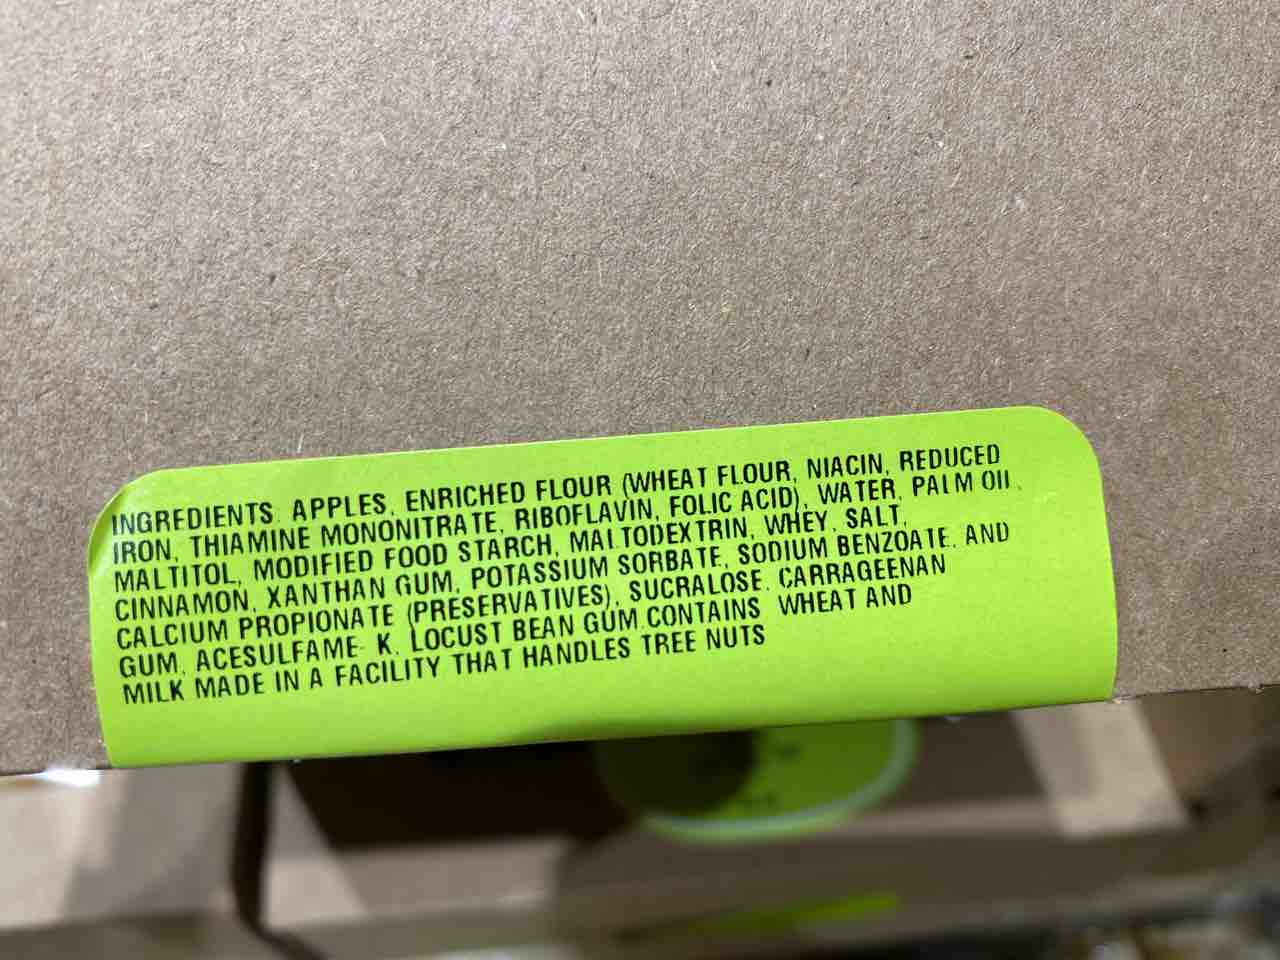 INGREDIENTS. APPLES, ENRICHED FLOUR (WHEAT FLOUR, NIACIN, REDUCED
IRON, THIAMINE MONONITRATE, RIBOFLAVIN, FOLIC ACID), WATER, PALM OIL,
MALTITOL, MODIFIED FOOD STARCH, MALTODEXTRIN, WHEY, SALT,
CINNAMON, XANTHAN GUM, POTASSIUM SORBATE, SODIUM BENZOATE, AND
CALCIUM PROPIONATE (PRESERVATIVES), SUCRALOSE, CARRAGEENAN
GUM, ACESULFAME- K, LOCUST BEAN GUM.CONTAINS WHEAT AND
MILK MADE IN A FACILITY THAT HANDLES TREE NUTS